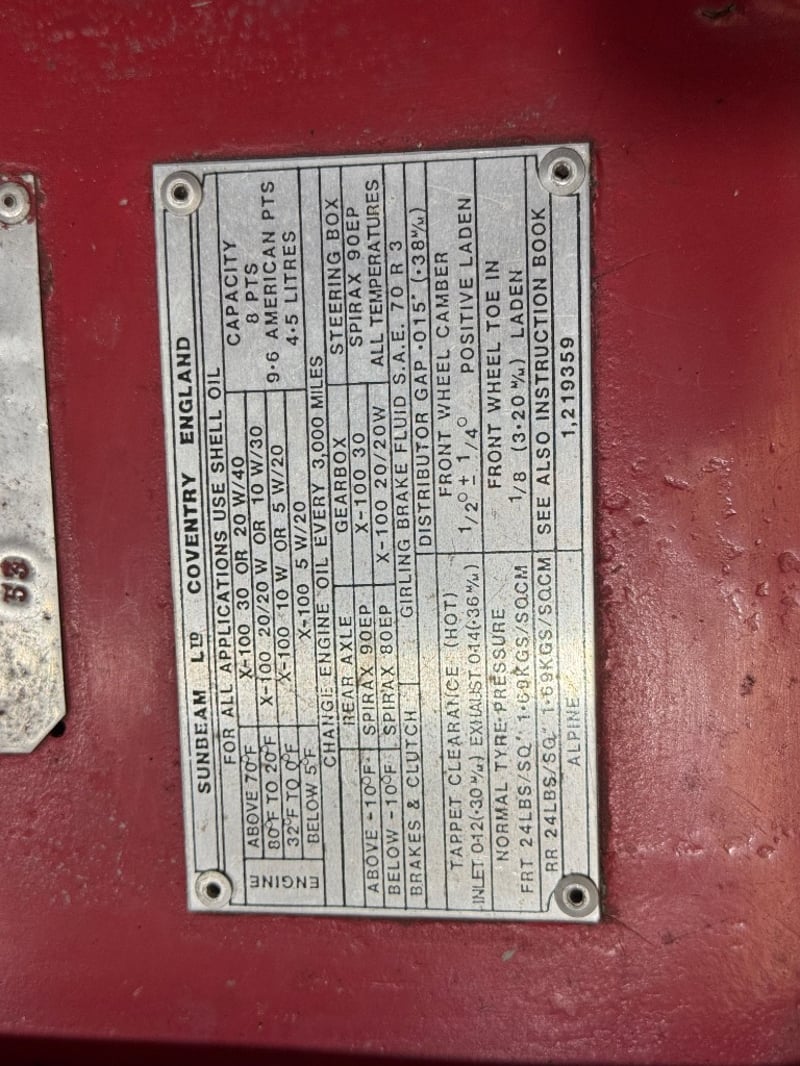 SUNBEAM LTD COVENTRY ENGLAND
FOR ALL APPLICATIONS USE SHELL OIL
ENGINE
ABOVE 70°F X-100 30 OR 20 W/40
80°F TO 20°F X-100 20/20 W OR 10 W/30
32°F TO 0°F X-100 10 W OR 5 W/20
BELOW 5°F X-100 5 W/20
CAPACITY
8 PTS
9·6 AMERICAN PTS
4·5 LITRES
CHANGE ENGINE OIL EVERY 3,000 MILES
REAR AXLE GEARBOX STEERING BOX
ABOVE -10°F SPIRAX 90EP X-100 30 SPIRAX 90EP
BELOW -10°F SPIRAX 80EP X-100 20/20W ALL TEMPERATURES
BRAKES & CLUTCH GIRLING BRAKE FLUID S.A.E. 70 R 3
DISTRIBUTOR GAP ·015" (·38M/M)
TAPPET CLEARANCE (HOT)
INLET 0·12(·30M/M) EXHAUST 0·14(·36M/M)
NORMAL TYRE PRESSURE
FRT 24LBS/SQ." 1·69KGS/SQCM
RR 24LBS/SQ." 1·69KGS/SQCM
FRONT WHEEL CAMBER
1/2°± 1/4° POSITIVE LADEN
FRONT WHEEL TOE IN
1/8 (3·20M/M) LADEN
SEE ALSO INSTRUCTION BOOK
ALPINE 1,219359
53